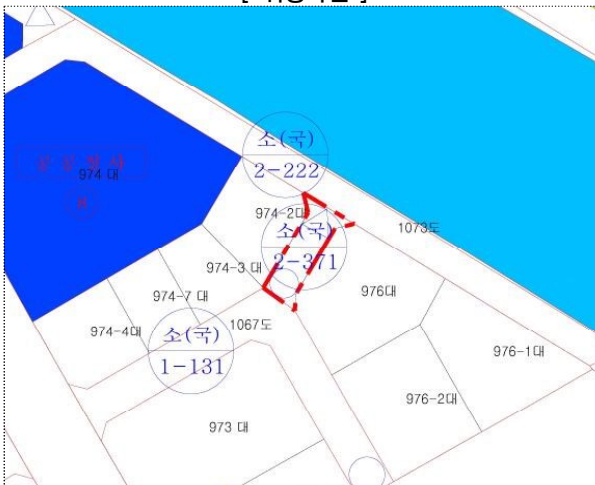 소(국)
2-222
974 대
974-2대
소(국)
2-371
1073도
974-3 대
976대
974-7 대
1067도
974-4대
소(국)
1-131
976-1대
976-2대
973 대